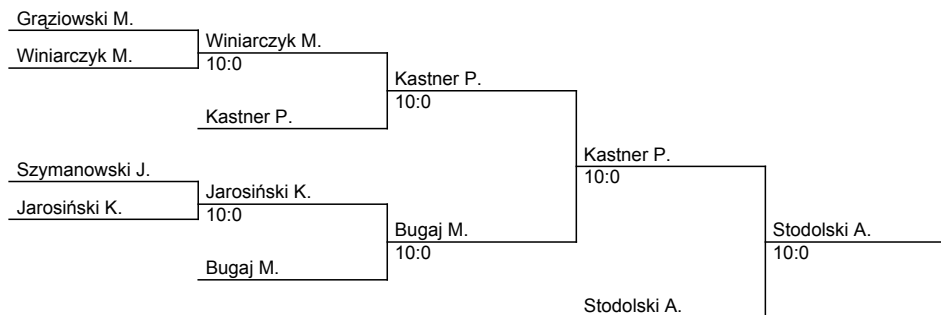 Grąziowski M.
Winiarczyk M.
Winiarczyk M.
10:0
Kastner P.
Kastner P.
10:0
Szymanowski J.
Jarosiński K.
Jarosiński K.
10:0
Bugaj M.
Bugaj M.
10:0
Kastner P.
10:0
Stodolski A.
Stodolski A.
10:0